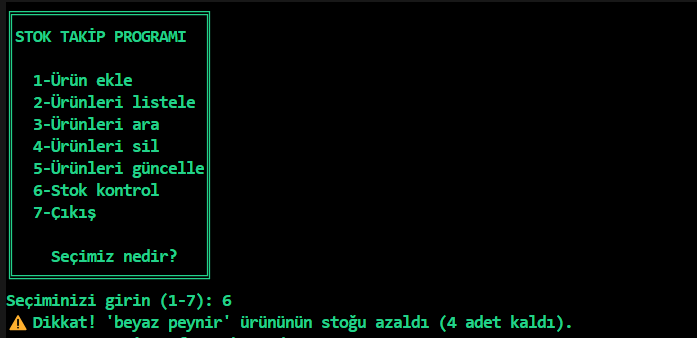 STOK TAKİP PROGRAMI
1-Ürün ekle
2-Ürünleri listele
3-Ürünleri ara
4-Ürünleri sil
5-Ürünleri güncelle
6-Stok kontrol
7-Çıkış
Seçimiz nedir?
Seçiminizi girin (1-7): 6
⚠ Dikkat! 'beyaz peynir' ürününün stoğu azaldı (4 adet kaldı).